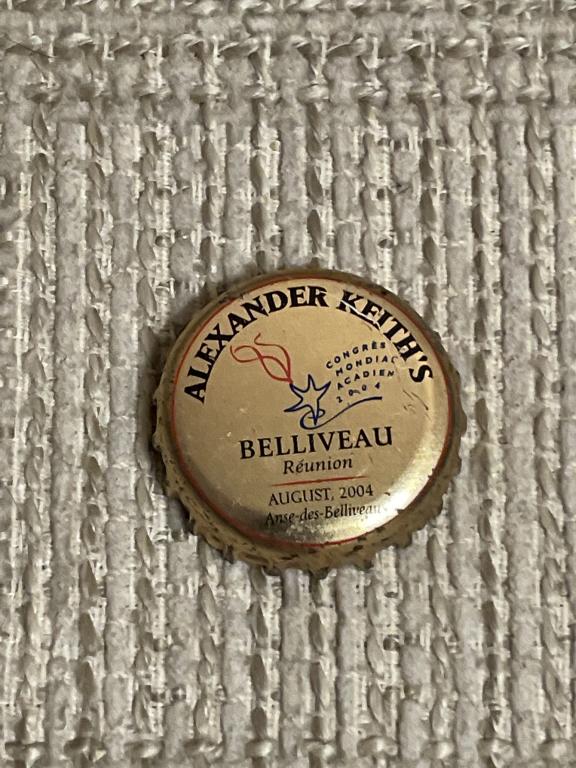 ALEXANDER KEITH'S
CONGRÈS
MONDIAL
ACADIEN
2004
BELLIVEAU
Réunion
AUGUST, 2004
Anse-des-Belliveau